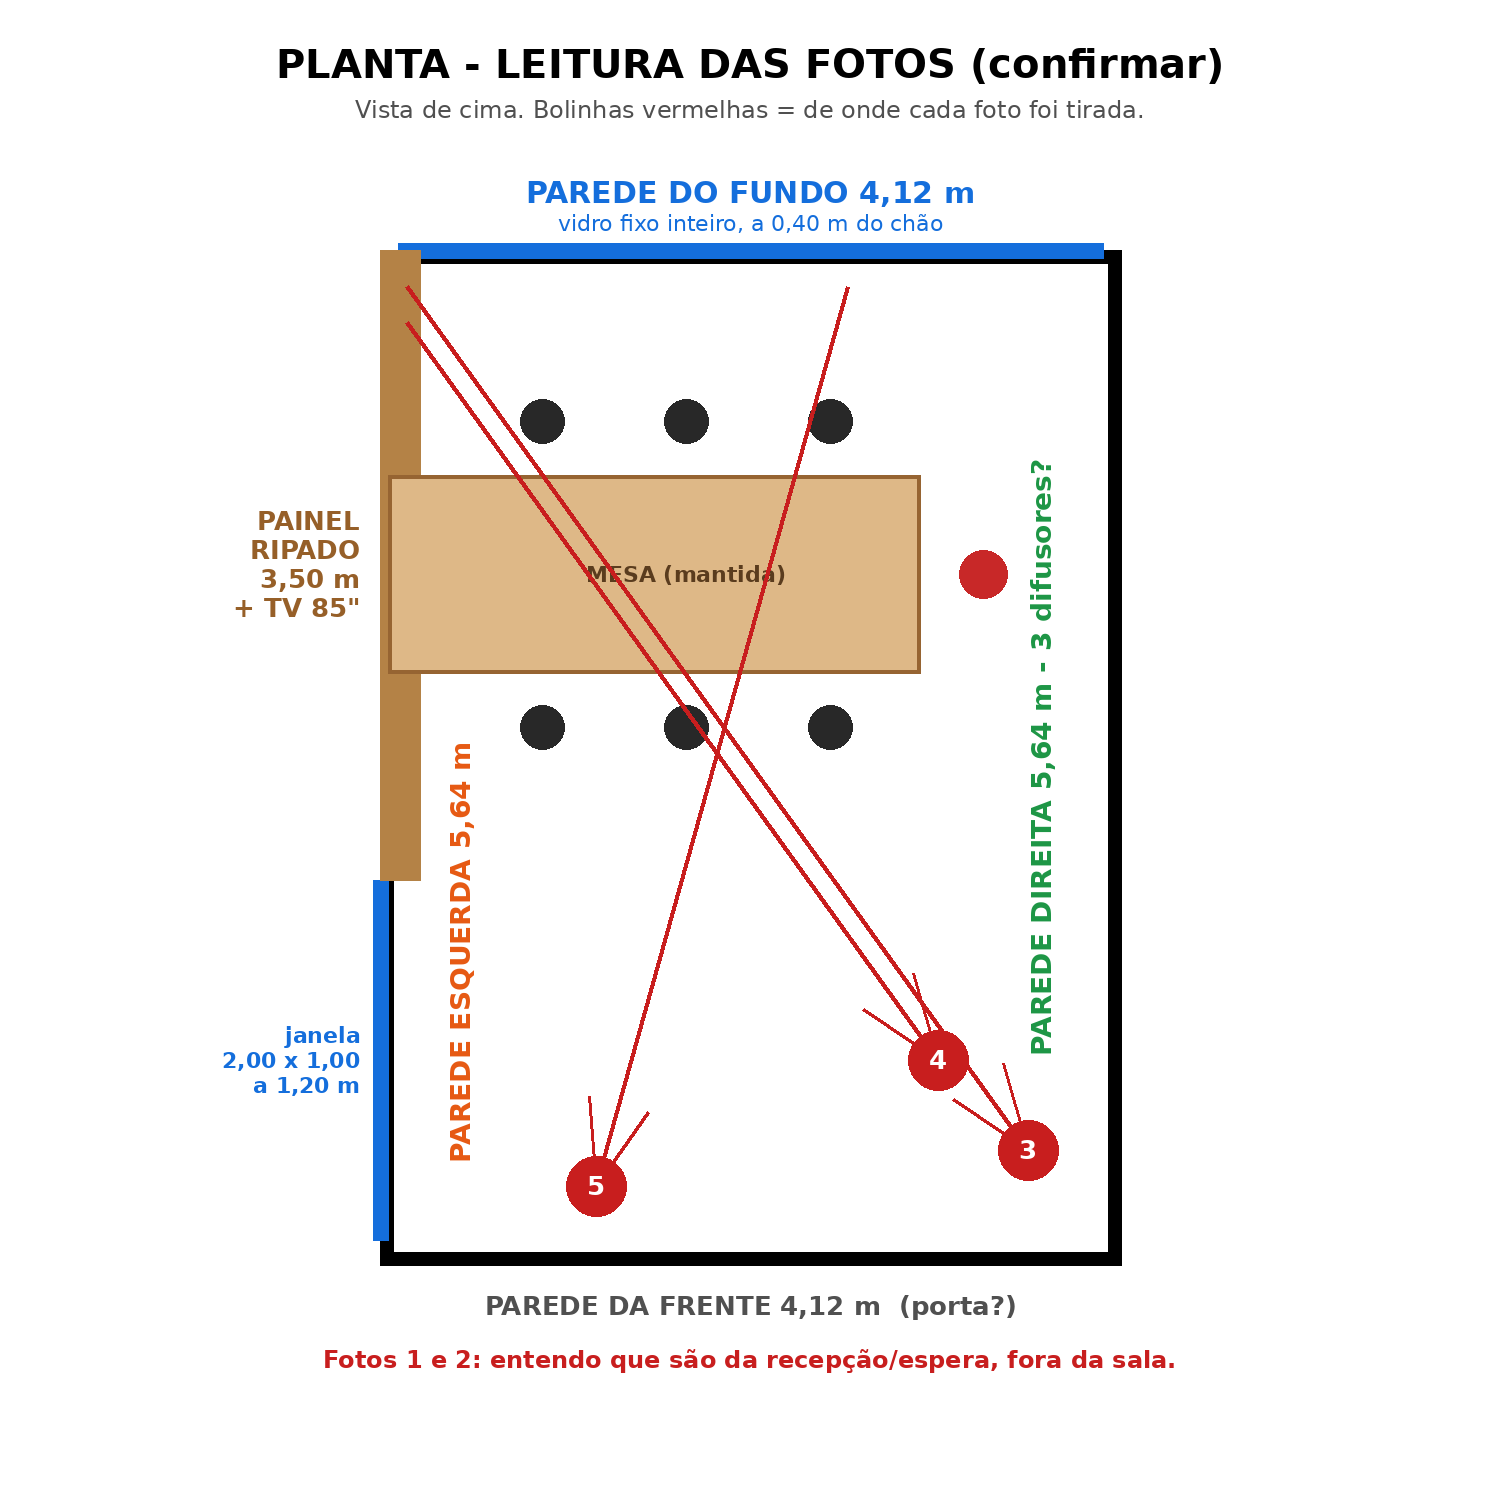 PLANTA - LEITURA DAS FOTOS (confirmar)
Vista de cima. Bolinhas vermelhas = de onde cada foto foi tirada.
PAREDE DO FUNDO 4,12 m
vidro fixo inteiro, a 0,40 m do chão
PAINEL
RIPADO
3,50 m
+ TV 85"
MESA (mantida)
PAREDE DIREITA 5,64 m - 3 difusores?
PAREDE ESQUERDA 5,64 m
janela
2,00 x 1,00
a 1,20 m
4
3
5
PAREDE DA FRENTE 4,12 m (porta?)
Fotos 1 e 2: entendo que são da recepção/espera, fora da sala.